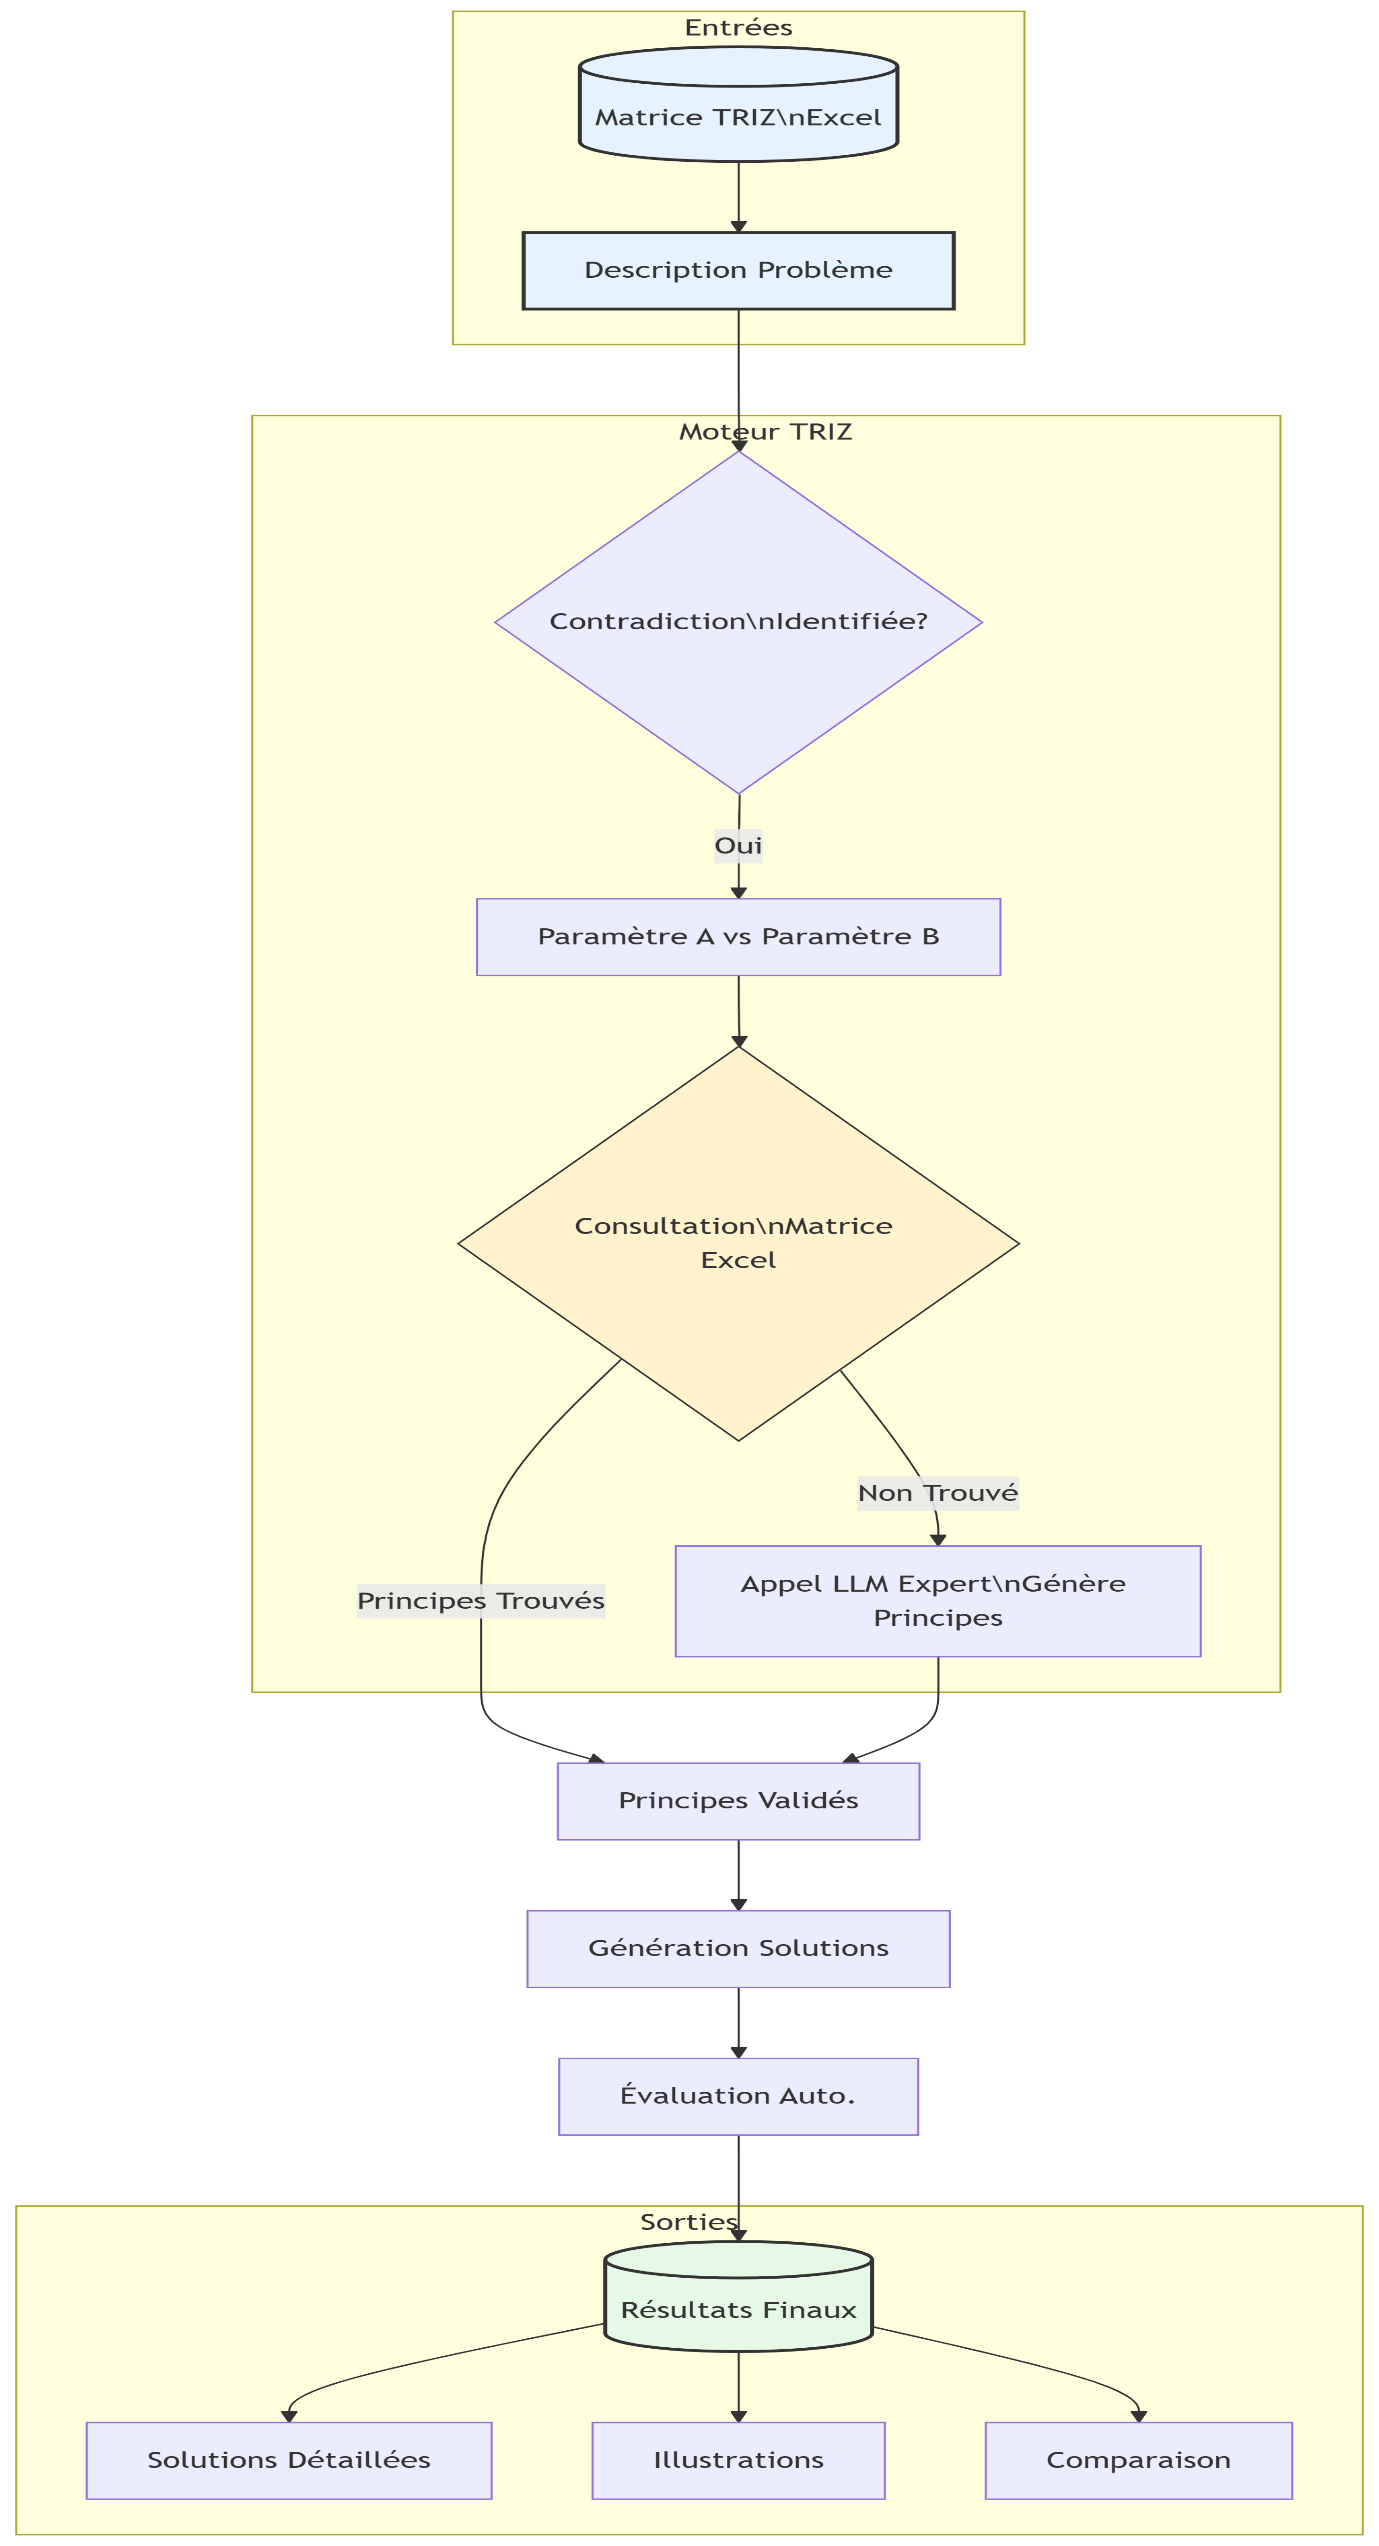 Entrées
Matrice TRIZ\nExcel
Description Problème
Moteur TRIZ
Contradiction\nIdentifiée?
Oui
Paramètre A vs Paramètre B
Consultation\nMatrice
Excel
Non Trouvé
Appel LLM Expert\nGénère
Principes
Principes Trouvés
Principes Validés
Génération Solutions
Évaluation Auto.
Sorties
Résultats Finaux
Solutions Détaillées
Illustrations
Comparaison